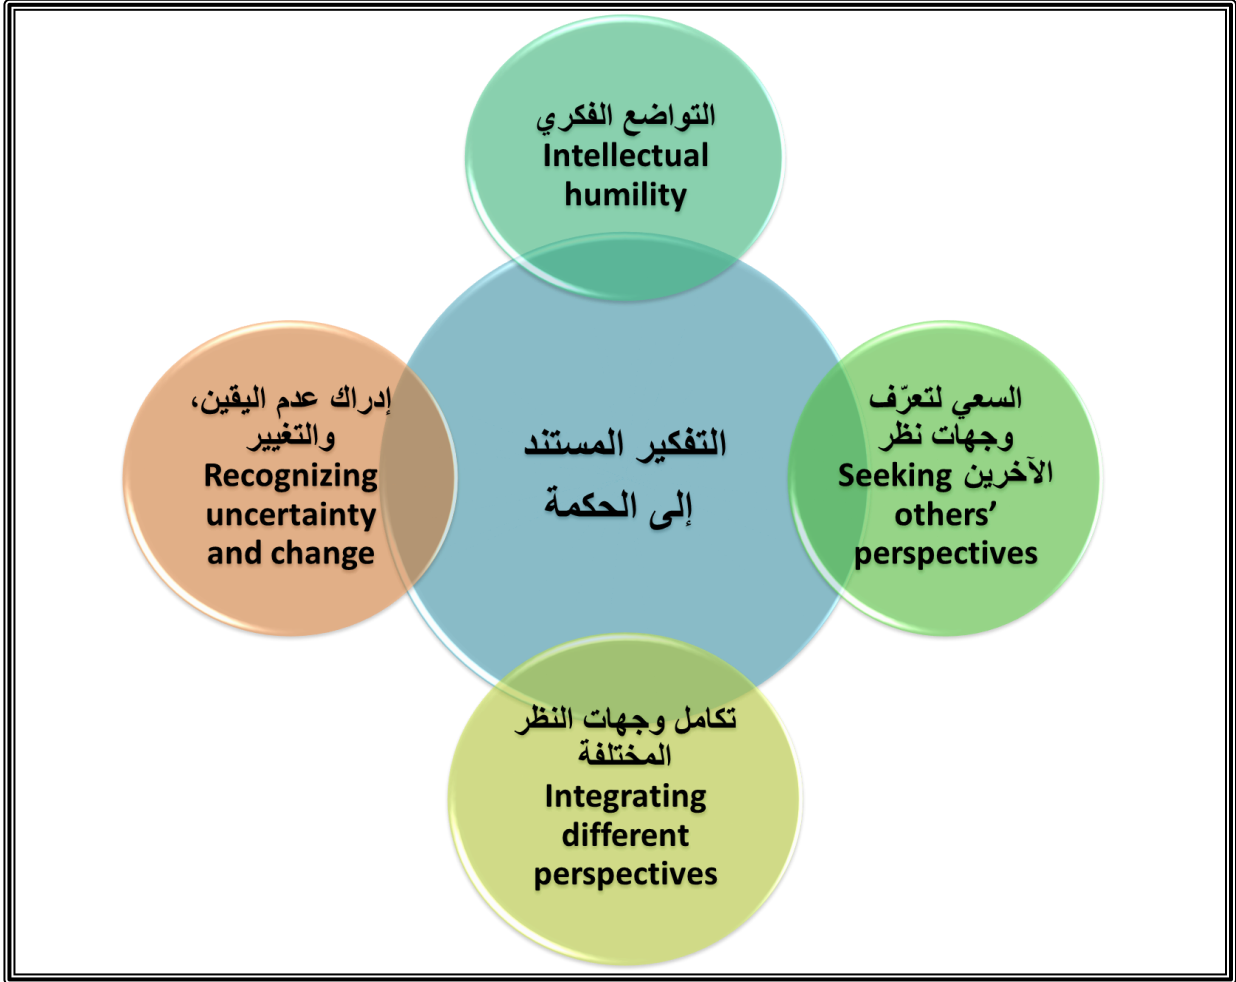 التواضع الفكري
Intellectual
humility
السعي لتعرّف
وجهات نظر
الآخرين Seeking
others’
perspectives
التفكير المستند
إلى الحكمة
إدراك عدم اليقين،
والتغيير
Recognizing
uncertainty
and change
تكامل وجهات النظر
المختلفة
Integrating
different
perspectives